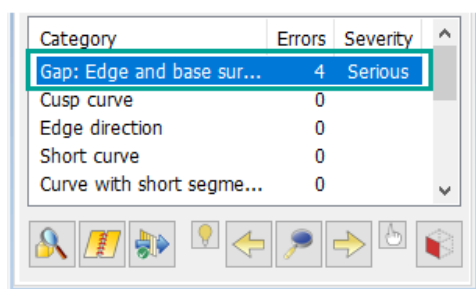 Category Errors Severity
Gap: Edge and base sur... 4 Serious
Cusp curve 0
Edge direction 0
Short curve 0
Curve with short segme... 0